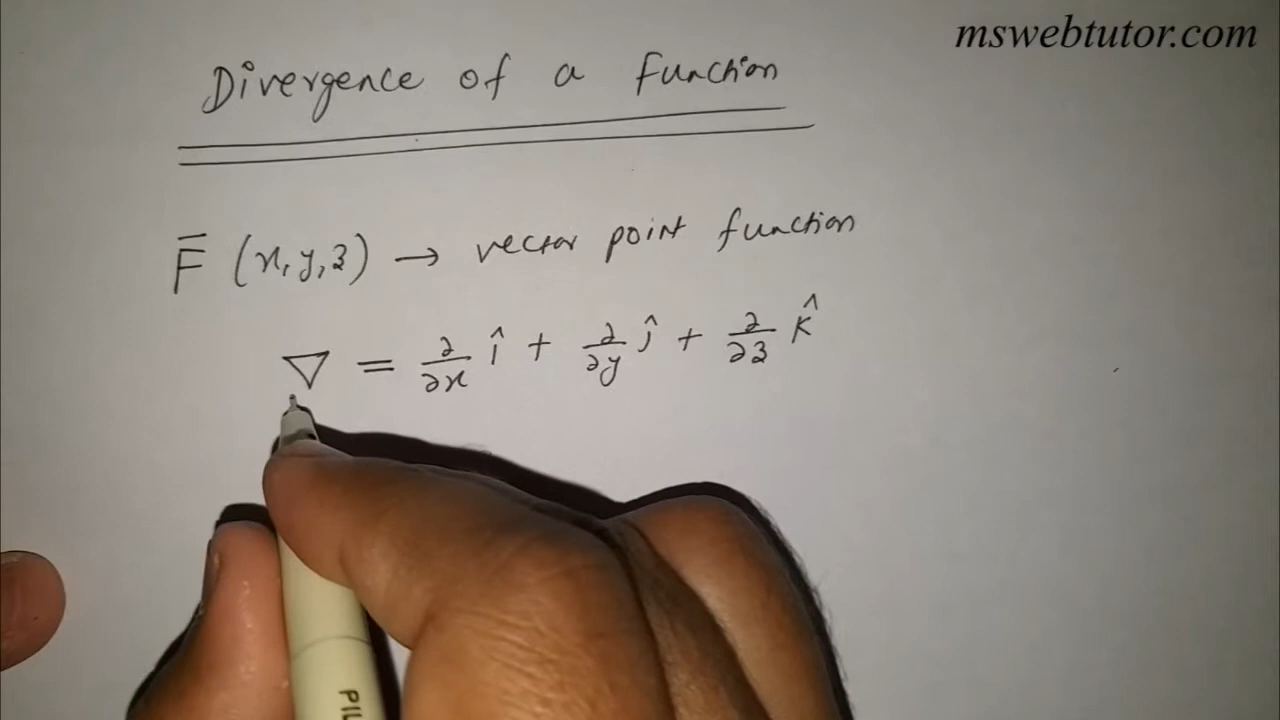 mswebtutor.com
Divergence of a function
F̄ (x, y, z) → vector point function
∇ = ∂/∂x î + ∂/∂y ĵ + ∂/∂z k̂
PIL